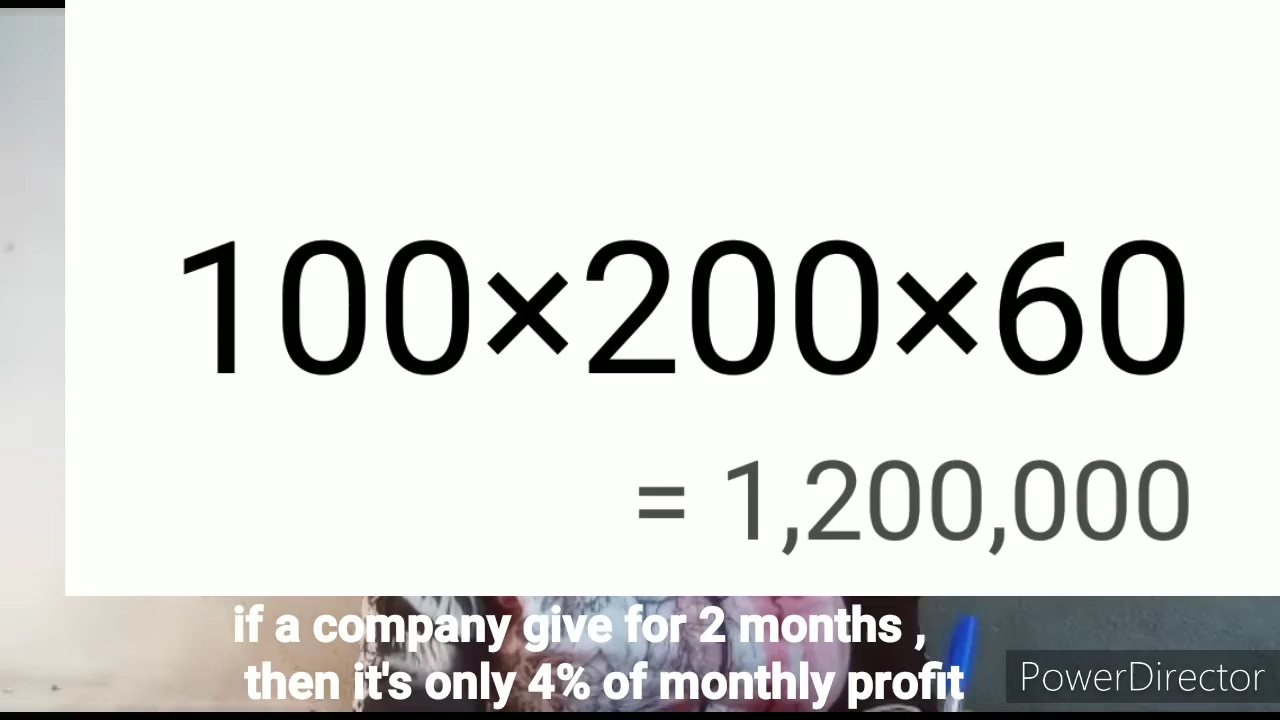 100×200×60
= 1,200,000
if a company give for 2 months ,
then it's only 4% of monthly profit
PowerDirector